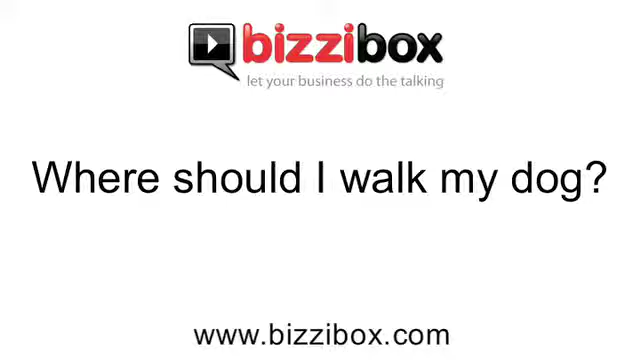 bizzibox
let your business do the talking
Where should I walk my dog?
www.bizzibox.com